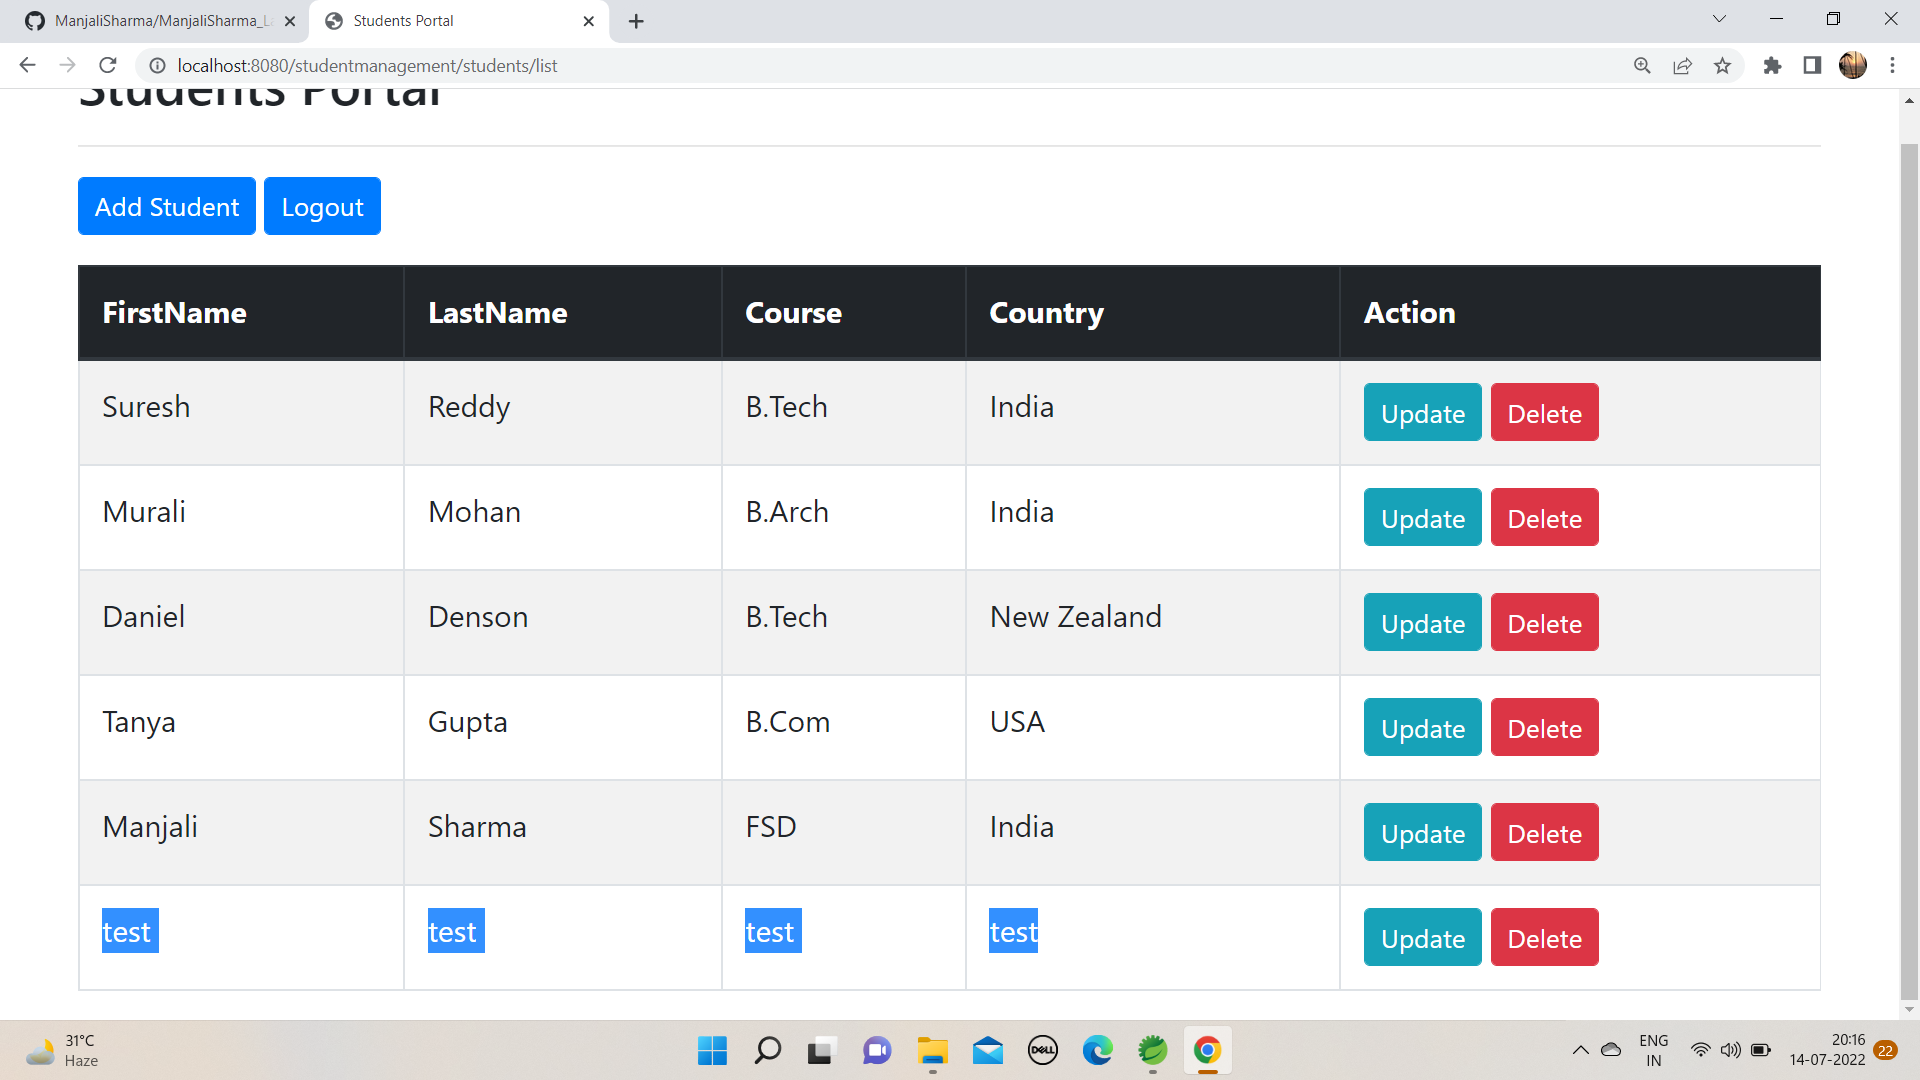 ManjaliSharma/ManjaliSharma_L
Students Portal
localhost:8080/studentmanagement/students/list
Students Portal
Add Student Logout
FirstName LastName Course Country Action
Suresh Reddy B.Tech India Update Delete
Murali Mohan B.Arch India Update Delete
Daniel Denson B.Tech New Zealand Update Delete
Tanya Gupta B.Com USA Update Delete
Manjali Sharma FSD India Update Delete
test test test test Update Delete
31°C
Haze
DELL
ENG
IN
20:16
14-07-2022
22